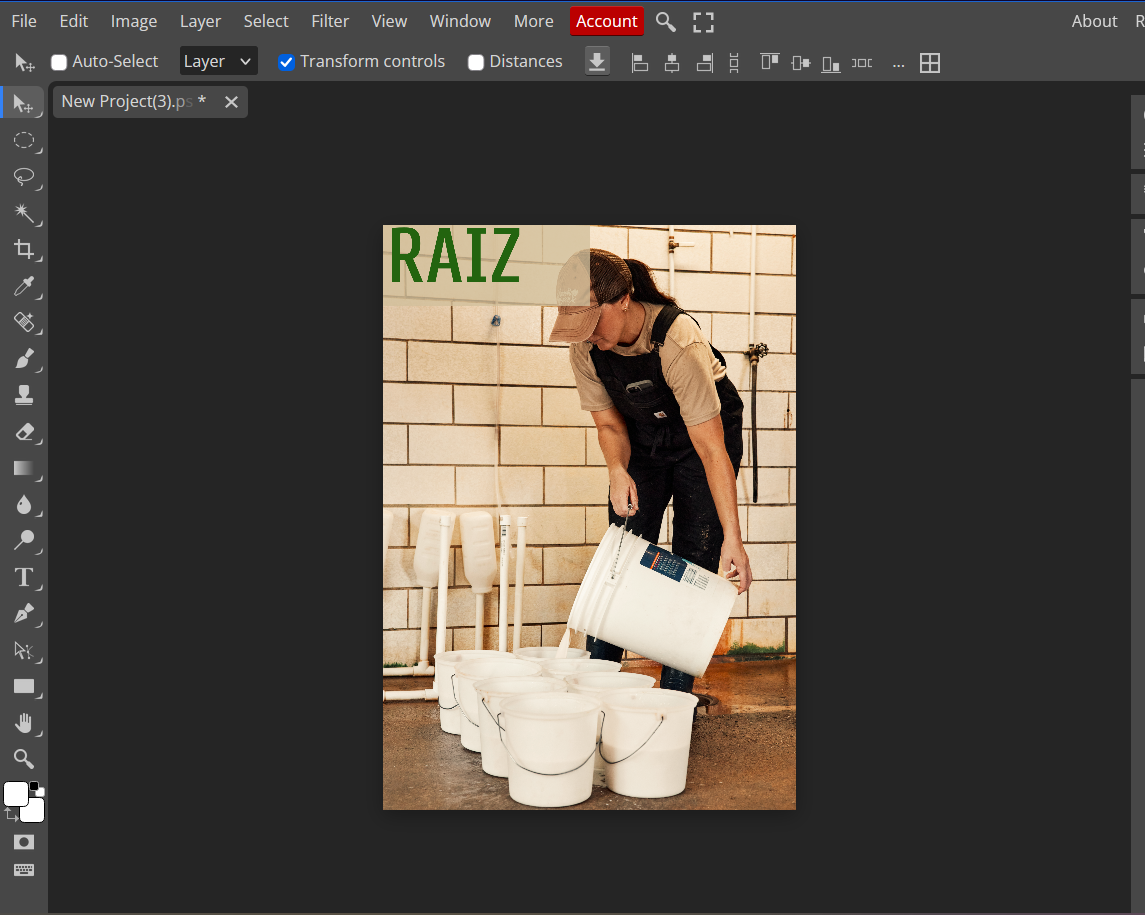 File Edit Image Layer Select Filter View Window More Account About R
Auto-Select Layer Transform controls Distances ...
New Project(3).ps *
RAIZ